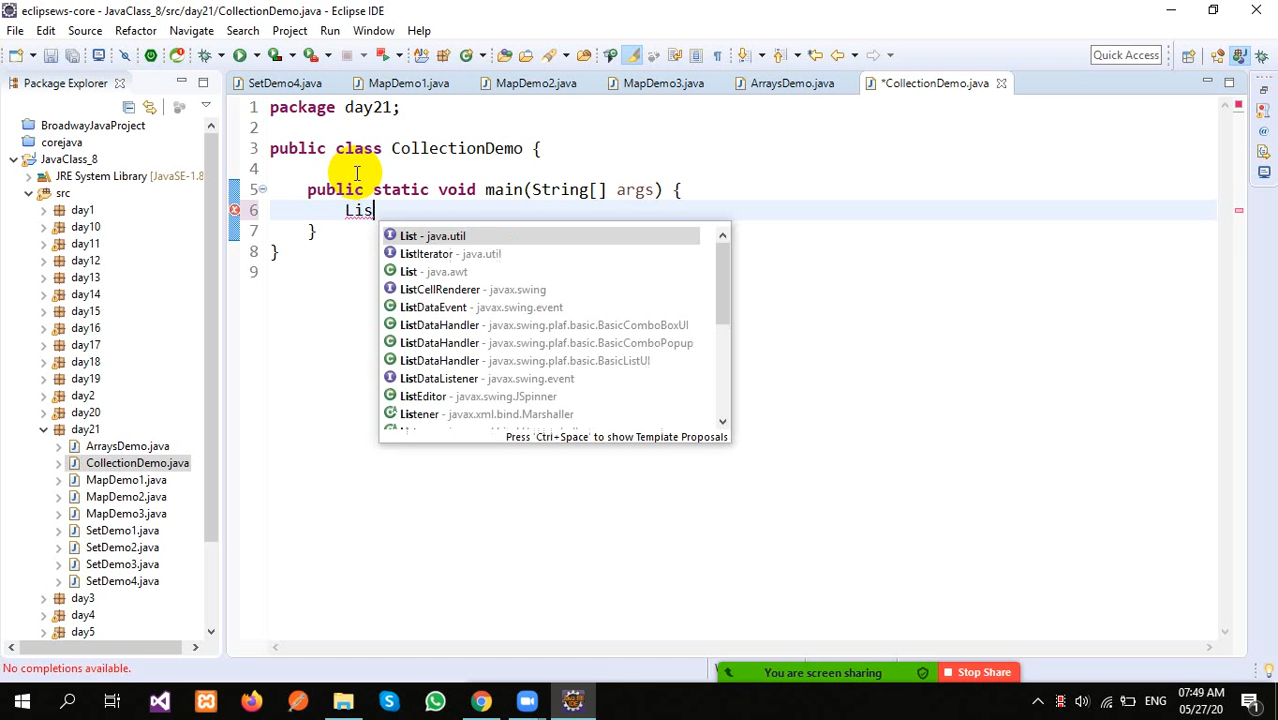 eclipsews-core - JavaClass_8/src/day21/CollectionDemo.java - Eclipse IDE
File Edit Source Refactor Navigate Search Project Run Window Help
Quick Access
Package Explorer
SetDemo4.java MapDemo1.java MapDemo2.java MapDemo3.java ArraysDemo.java *CollectionDemo.java
BroadwayJavaProject
corejava
JavaClass_8
JRE System Library [JavaSE-1.8
src
day1
day10
day11
day12
day13
day14
day15
day16
day17
day18
day19
day2
day20
day21
ArraysDemo.java
CollectionDemo.java
MapDemo1.java
MapDemo2.java
MapDemo3.java
SetDemo1.java
SetDemo2.java
SetDemo3.java
SetDemo4.java
day3
day4
day5
1 package day21;
2
3 public class CollectionDemo {
4
5 public static void main(String[] args) {
6 Lis
7 }
8 }
9
List - java.util
ListIterator - java.util
List - java.awt
ListCellRenderer - javax.swing
ListDataEvent - javax.swing.event
ListDataHandler - javax.swing.plaf.basic.BasicComboBoxUI
ListDataHandler - javax.swing.plaf.basic.BasicComboPopup
ListDataHandler - javax.swing.plaf.basic.BasicListUI
ListDataListener - javax.swing.event
ListEditor - javax.swing.JSpinner
Listener - javax.xml.bind.Marshaller
Press 'Ctrl+Space' to show Template Proposals
No completions available.
You are screen sharing
Stop Share
ENG
07:49 AM
05/27/20